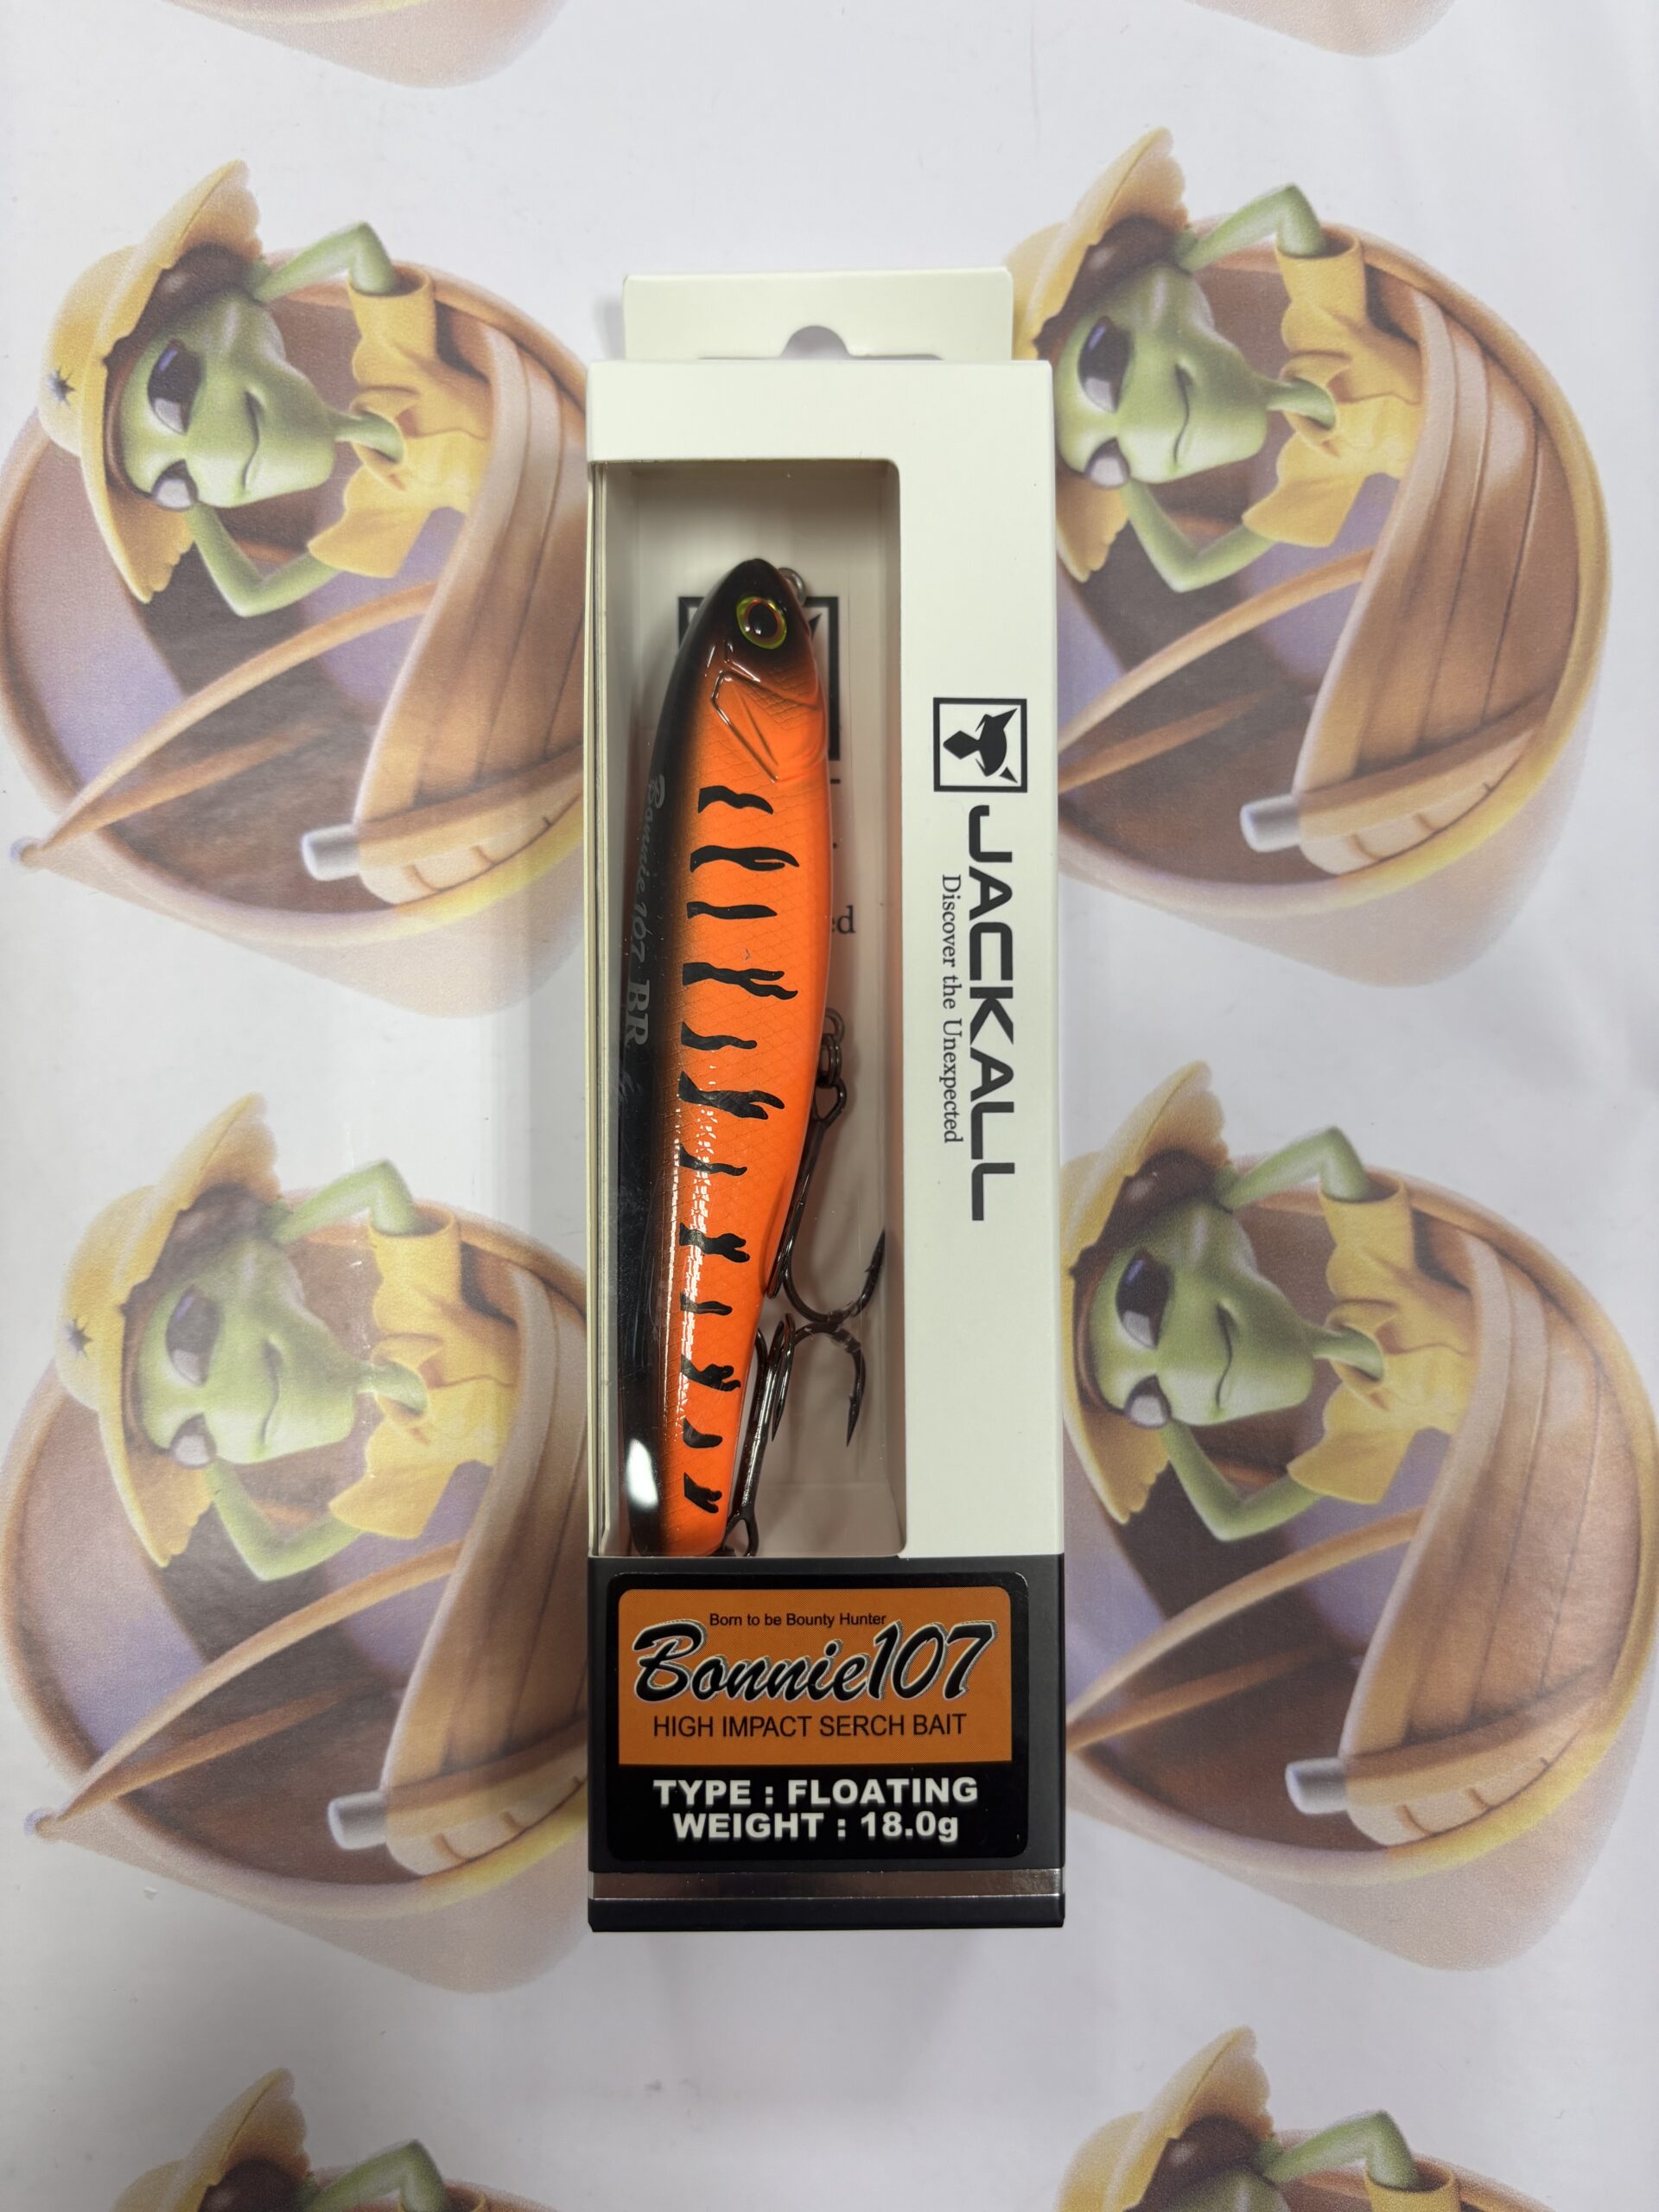 JACKALL
Discover the Unexpected
ed
Bonnie 107 BR
Born to be Bounty Hunter
Bonnie107
HIGH IMPACT SERCH BAIT
TYPE : FLOATING
WEIGHT : 18.0g